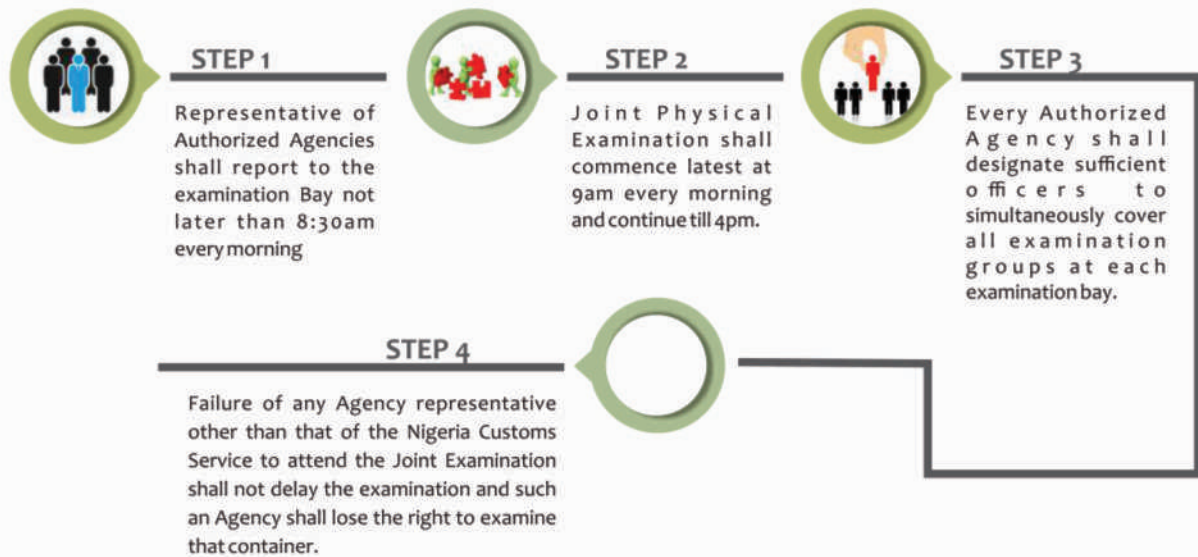 STEP 1
Representative of
Authorized Agencies
shall report to the
examination Bay not
later than 8:30am
every morning
STEP 2
Joint Physical
Examination shall
commence latest at
9am every morning
and continue till 4pm.
STEP 3
Every Authorized
Agency shall
designate sufficient
officers to
simultaneously cover
all examination
groups at each
examination bay.
STEP 4
Failure of any Agency representative
other than that of the Nigeria Customs
Service to attend the Joint Examination
shall not delay the examination and such
an Agency shall lose the right to examine
that container.